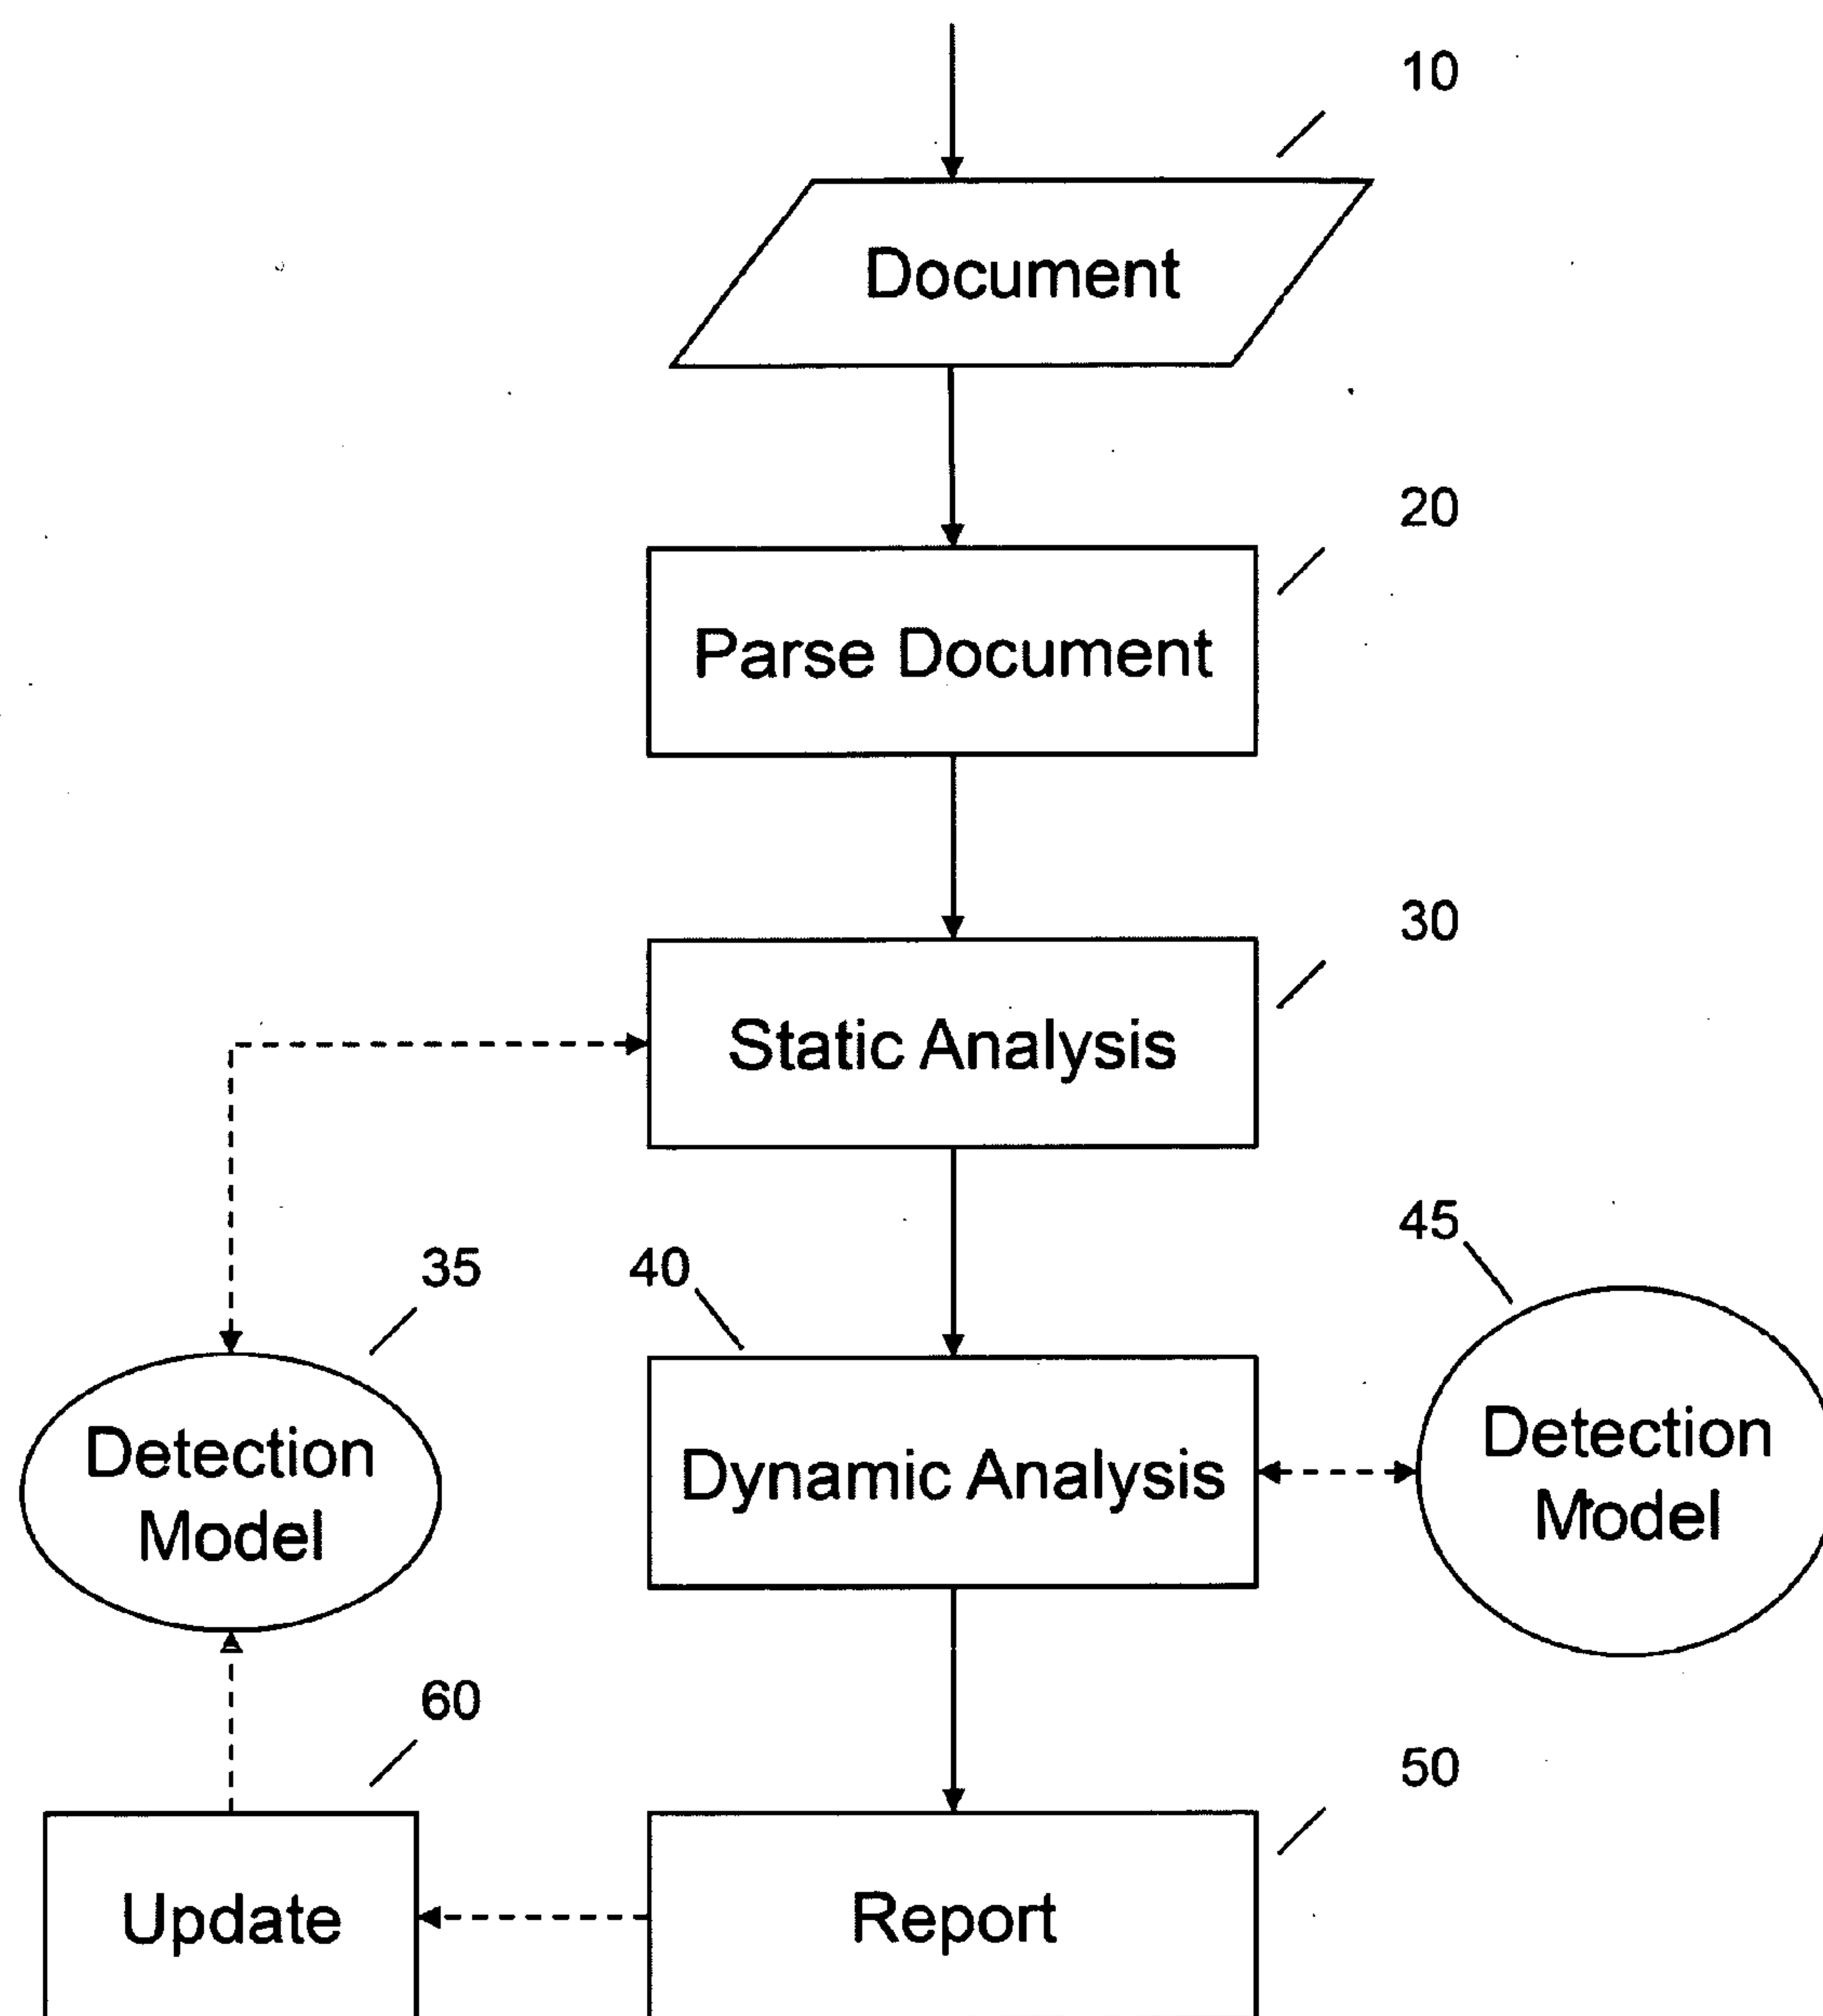 10
Document
20
Parse Document
30
Static Analysis
35
40
45
Detection
Model
Dynamic Analysis
Detection
Model
60
50
Update
Report